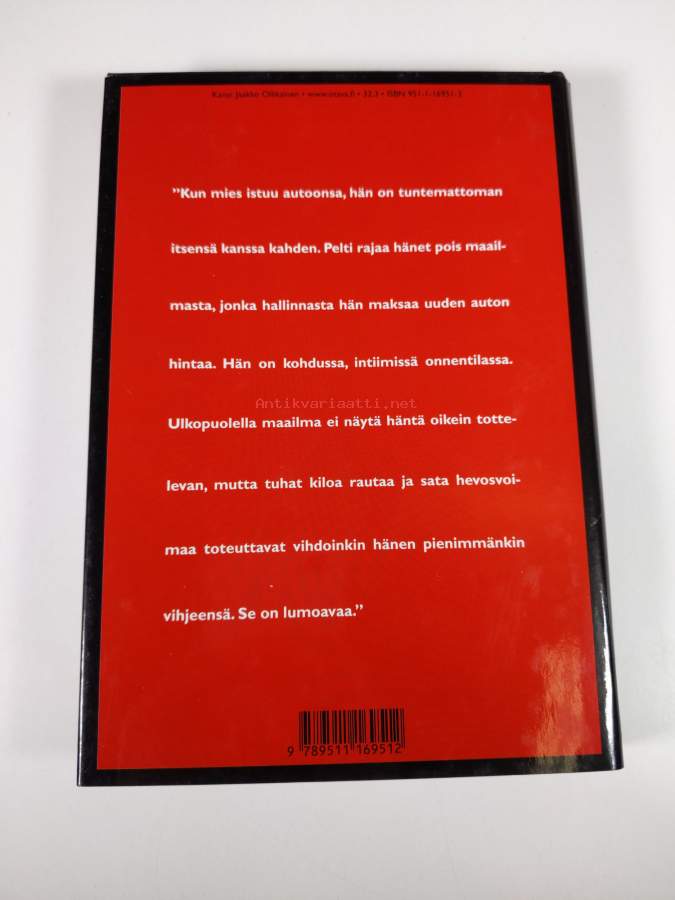 Kansi Jaakko Ollikainen • www.otava.fi • 32.3 • ISBN 951-1-16951-3
”Kun mies istuu autoonsa, hän on tuntemattoman
itsensä kanssa kahden. Pelti rajaa hänet pois maail-
masta, jonka hallinnasta hän maksaa uuden auton
hintaa. Hän on kohdussa, intiimissä onnentilassa.
Antikvariaatti.net
Ulkopuolella maailma ei näytä häntä oikein totte-
levan, mutta tuhat kiloa rautaa ja sata hevosvoi-
maa toteuttavat vihdoinkin hänen pienimmänkin
vihjeensä. Se on lumoavaa.”
9 789511 169512